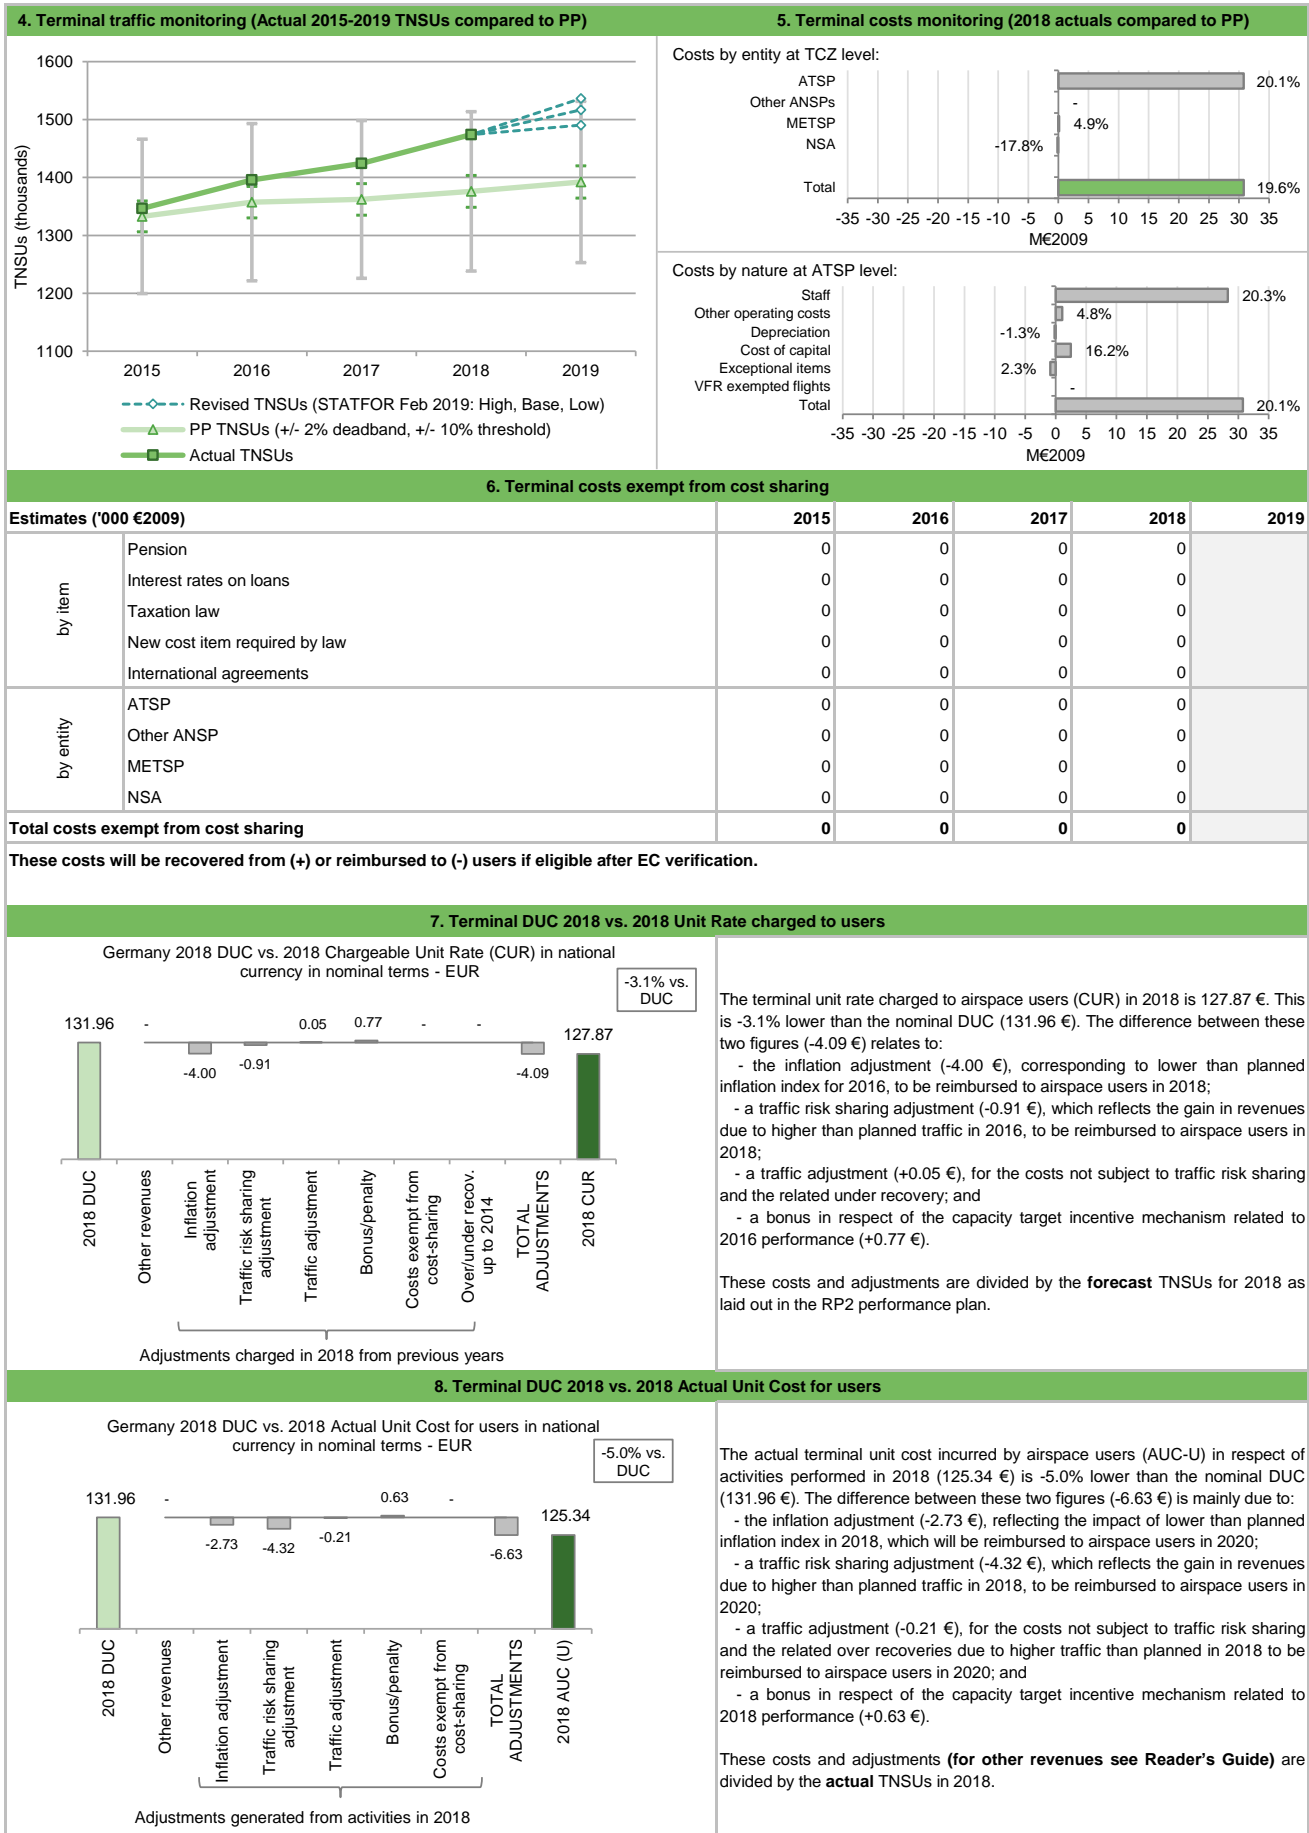 4. Terminal traffic monitoring (Actual 2015-2019 TNSUs compared to PP)
TNSUs (thousands)
1600
1500
1400
1300
1200
1100
2015 2016 2017 2018 2019
Revised TNSUs (STATFOR Feb 2019: High, Base, Low)
PP TNSUs (+/- 2% deadband, +/- 10% threshold)
Actual TNSUs
5. Terminal costs monitoring (2018 actuals compared to PP)
Costs by entity at TCZ level:
ATSP 20.1%
Other ANSPs -
METSP 4.9%
NSA -17.8%
Total 19.6%
-35 -30 -25 -20 -15 -10 -5 0 5 10 15 20 25 30 35
M€2009
Costs by nature at ATSP level:
Staff 20.3%
Other operating costs 4.8%
Depreciation -1.3%
Cost of capital 16.2%
Exceptional items 2.3%
VFR exempted flights -
Total 20.1%
-35 -30 -25 -20 -15 -10 -5 0 5 10 15 20 25 30 35
M€2009
6. Terminal costs exempt from cost sharing
Estimates ('000 €2009) 2015 2016 2017 2018 2019
by item
Pension 0 0 0 0
Interest rates on loans 0 0 0 0
Taxation law 0 0 0 0
New cost item required by law 0 0 0 0
International agreements 0 0 0 0
by entity
ATSP 0 0 0 0
Other ANSP 0 0 0 0
METSP 0 0 0 0
NSA 0 0 0 0
Total costs exempt from cost sharing 0 0 0 0
These costs will be recovered from (+) or reimbursed to (-) users if eligible after EC verification.
7. Terminal DUC 2018 vs. 2018 Unit Rate charged to users
Germany 2018 DUC vs. 2018 Chargeable Unit Rate (CUR) in national
currency in nominal terms - EUR
-3.1% vs.
DUC
131.96 - -4.00 -0.91 0.05 0.77 - - -4.09 127.87
2018 DUC
Other revenues
Inflation
adjustment
Traffic risk sharing
adjustment
Traffic adjustment
Bonus/penalty
Costs exempt from
cost-sharing
Over/under recov.
up to 2014
TOTAL
ADJUSTMENTS
2018 CUR
Adjustments charged in 2018 from previous years
The terminal unit rate charged to airspace users (CUR) in 2018 is 127.87 €. This
is -3.1% lower than the nominal DUC (131.96 €). The difference between these
two figures (-4.09 €) relates to:
- the inflation adjustment (-4.00 €), corresponding to lower than planned
inflation index for 2016, to be reimbursed to airspace users in 2018;
- a traffic risk sharing adjustment (-0.91 €), which reflects the gain in revenues
due to higher than planned traffic in 2016, to be reimbursed to airspace users in
2018;
- a traffic adjustment (+0.05 €), for the costs not subject to traffic risk sharing
and the related under recovery; and
- a bonus in respect of the capacity target incentive mechanism related to
2016 performance (+0.77 €).
These costs and adjustments are divided by the forecast TNSUs for 2018 as
laid out in the RP2 performance plan.
8. Terminal DUC 2018 vs. 2018 Actual Unit Cost for users
Germany 2018 DUC vs. 2018 Actual Unit Cost for users in national
currency in nominal terms - EUR
-5.0% vs.
DUC
131.96 - -2.73 -4.32 -0.21 0.63 - -6.63 125.34
2018 DUC
Other revenues
Inflation adjustment
Traffic risk sharing
adjustment
Traffic adjustment
Bonus/penalty
Costs exempt from
cost-sharing
TOTAL
ADJUSTMENTS
2018 AUC (U)
Adjustments generated from activities in 2018
The actual terminal unit cost incurred by airspace users (AUC-U) in respect of
activities performed in 2018 (125.34 €) is -5.0% lower than the nominal DUC
(131.96 €). The difference between these two figures (-6.63 €) is mainly due to:
- the inflation adjustment (-2.73 €), reflecting the impact of lower than planned
inflation index in 2018, which will be reimbursed to airspace users in 2020;
- a traffic risk sharing adjustment (-4.32 €), which reflects the gain in revenues
due to higher than planned traffic in 2018, to be reimbursed to airspace users in
2020;
- a traffic adjustment (-0.21 €), for the costs not subject to traffic risk sharing
and the related over recoveries due to higher traffic than planned in 2018 to be
reimbursed to airspace users in 2020; and
- a bonus in respect of the capacity target incentive mechanism related to
2018 performance (+0.63 €).
These costs and adjustments (for other revenues see Reader's Guide) are
divided by the actual TNSUs in 2018.